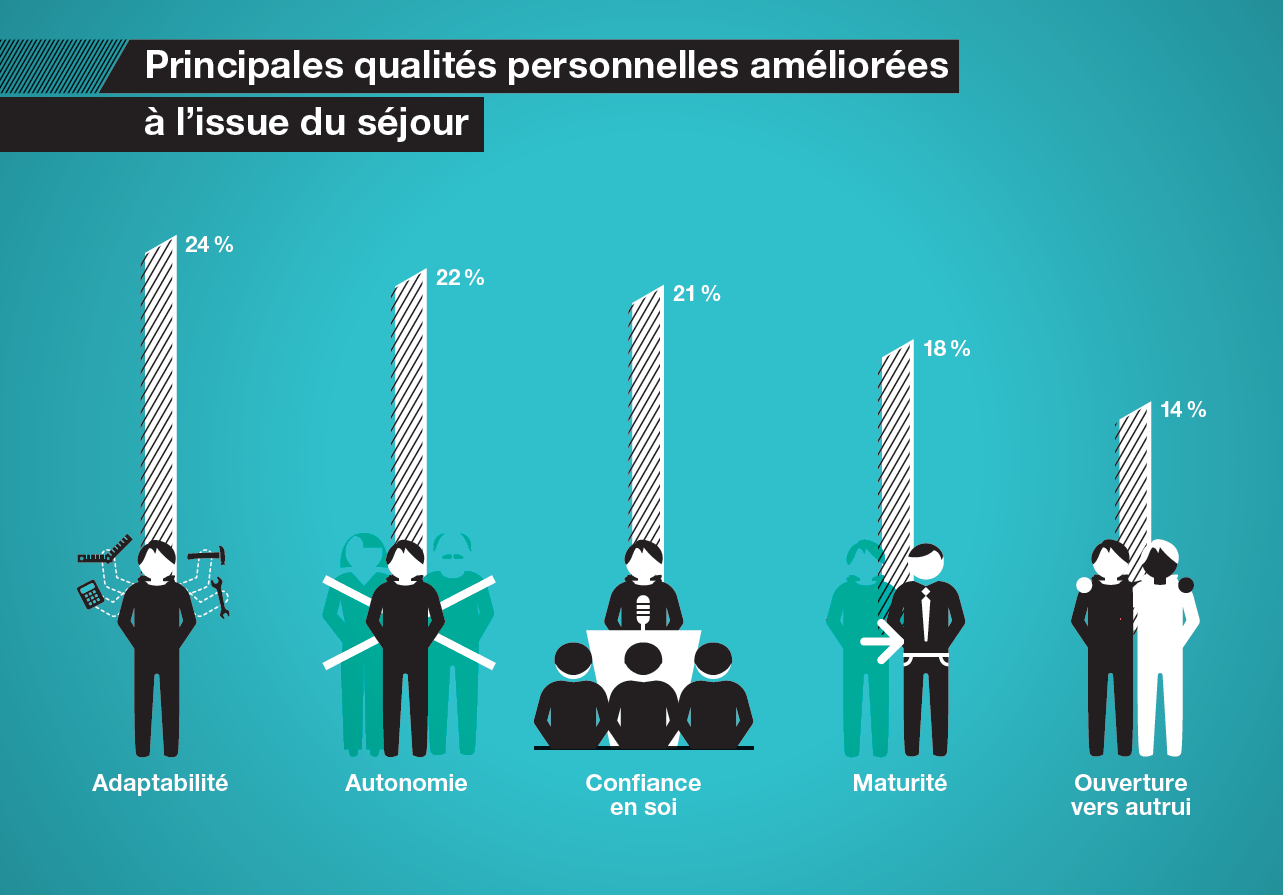 Principales qualités personnelles améliorées
à l’issue du séjour
24 %
22 %
21 %
18 %
14 %
Adaptabilité
Autonomie
Confiance
en soi
Maturité
Ouverture
vers autrui